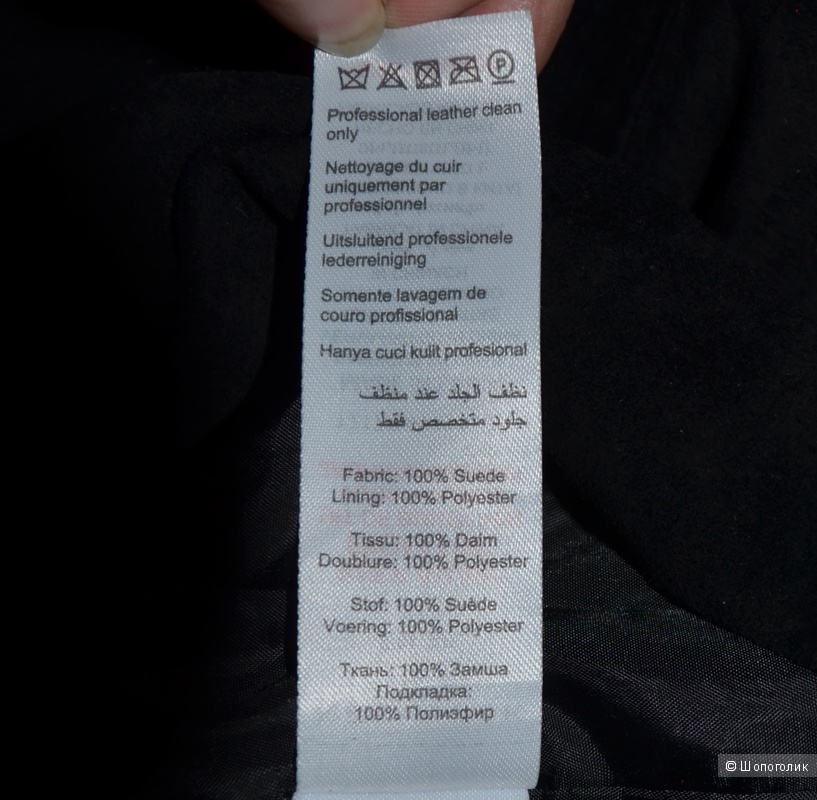 P
Professional leather clean
only
Nettoyage du cuir
uniquement par
professionnel
Uitsluitend professionele
lederreiniging
Somente lavagem de
couro profissional
Hanya cuci kulit profesional
نظف الجلد عند منظف
جلود متخصص فقط
Fabric: 100% Suede
Lining: 100% Polyester
Tissu: 100% Daim
Doublure: 100% Polyester
Stof: 100% Suède
Voering: 100% Polyester
Ткань: 100% Замша
Подкладка:
100% Полиэфир
© Шопоголик